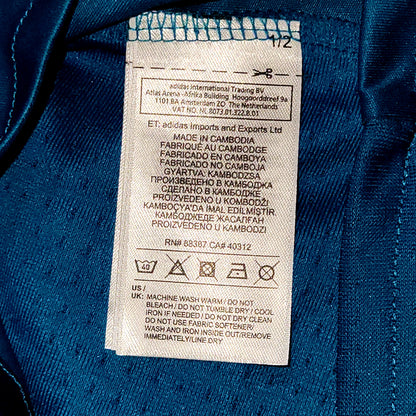 1/2
adidas International Trading BV
Atlas Arena -Afrika Building Hoogoorddreef 9a
1101 BA Amsterdam ZO The Netherlands
VAT NO. NL 8073.01.322.B.01
ET: adidas Imports and Exports Ltd
MADE IN CAMBODIA
FABRIQUÉ AU CAMBODGE
FABRICADO EN CAMBOYA
FABRICADO NO CAMBOJA
GYÁRTVA: KAMBODZSA
ПРОИЗВЕДЕНО В КАМБОДЖА
СДЕЛАНО В КАМБОДЖЕ
PROIZVEDENO U KOMBODŽI
KAMBOÇYA'DA İMAL EDİLMİŞTİR.
КАМБОДЖЕДЕ ЖАСАЛҒАН
PROIZVEDENO U KAMBODŽI
RN# 88387 CA# 40312
40
US /
UK: MACHINE WASH WARM / DO NOT
BLEACH / DO NOT TUMBLE DRY / COOL
IRON IF NEEDED / DO NOT DRY CLEAN
DO NOT USE FABRIC SOFTENER/
WASH AND IRON INSIDE OUT/REMOVE
IMMEDIATELY/LINE DRY